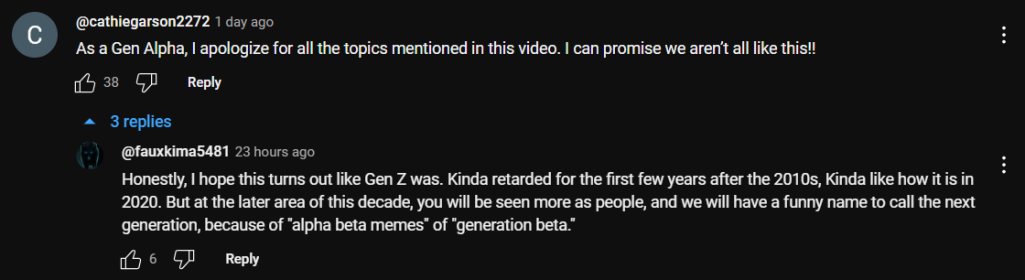 C
@cathiegarson2272 1 day ago
As a Gen Alpha, I apologize for all the topics mentioned in this video. I can promise we aren’t all like this!!
38 Reply
3 replies
@fauxkima5481 23 hours ago
Honestly, I hope this turns out like Gen Z was. Kinda retarded for the first few years after the 2010s, Kinda like how it is in
2020. But at the later area of this decade, you will be seen more as people, and we will have a funny name to call the next
generation, because of "alpha beta memes" of "generation beta."
6 Reply